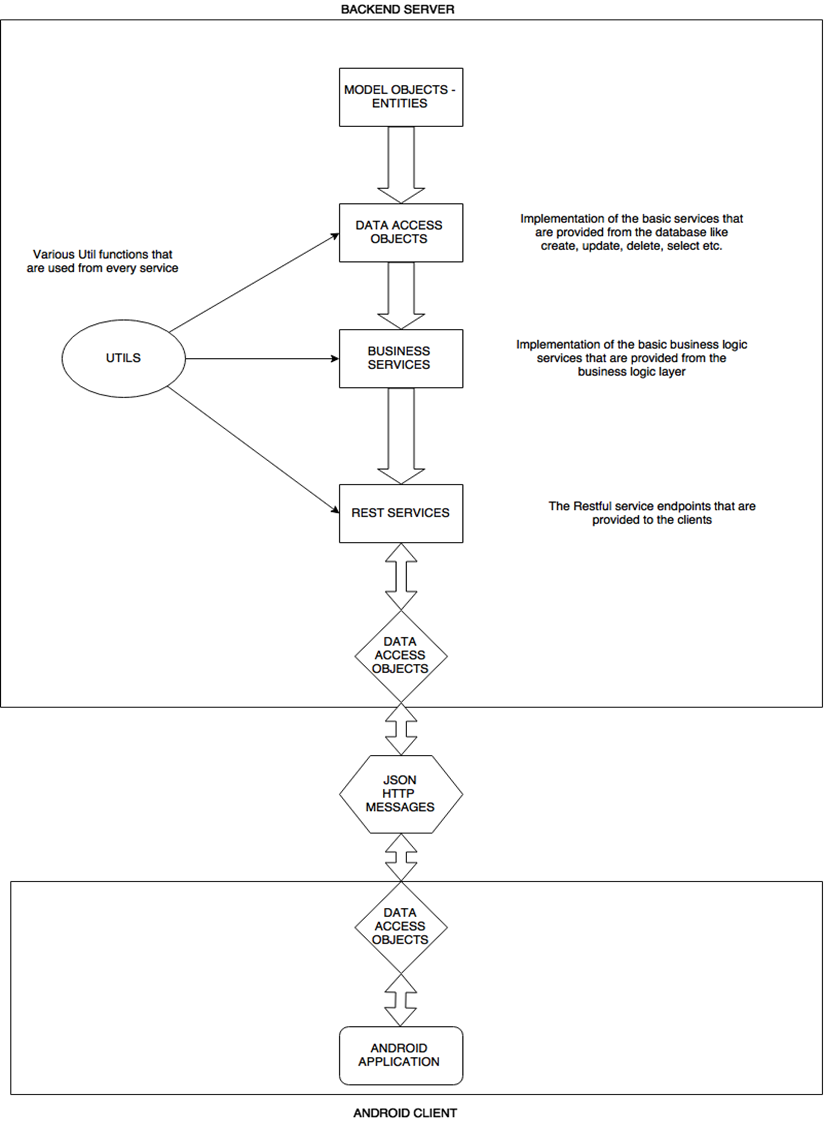 BACKEND SERVER
MODEL OBJECTS -
ENTITIES
DATA ACCESS
OBJECTS
Implementation of the basic services that
are provided from the database like
create, update, delete, select etc.
Various Util functions that
are used from every service
UTILS
BUSINESS
SERVICES
Implementation of the basic business logic
services that are provided from the
business logic layer
REST SERVICES
The Restful service endpoints that are
provided to the clients
DATA
ACCESS
OBJECTS
JSON
HTTP
MESSAGES
DATA
ACCESS
OBJECTS
ANDROID
APPLICATION
ANDROID CLIENT